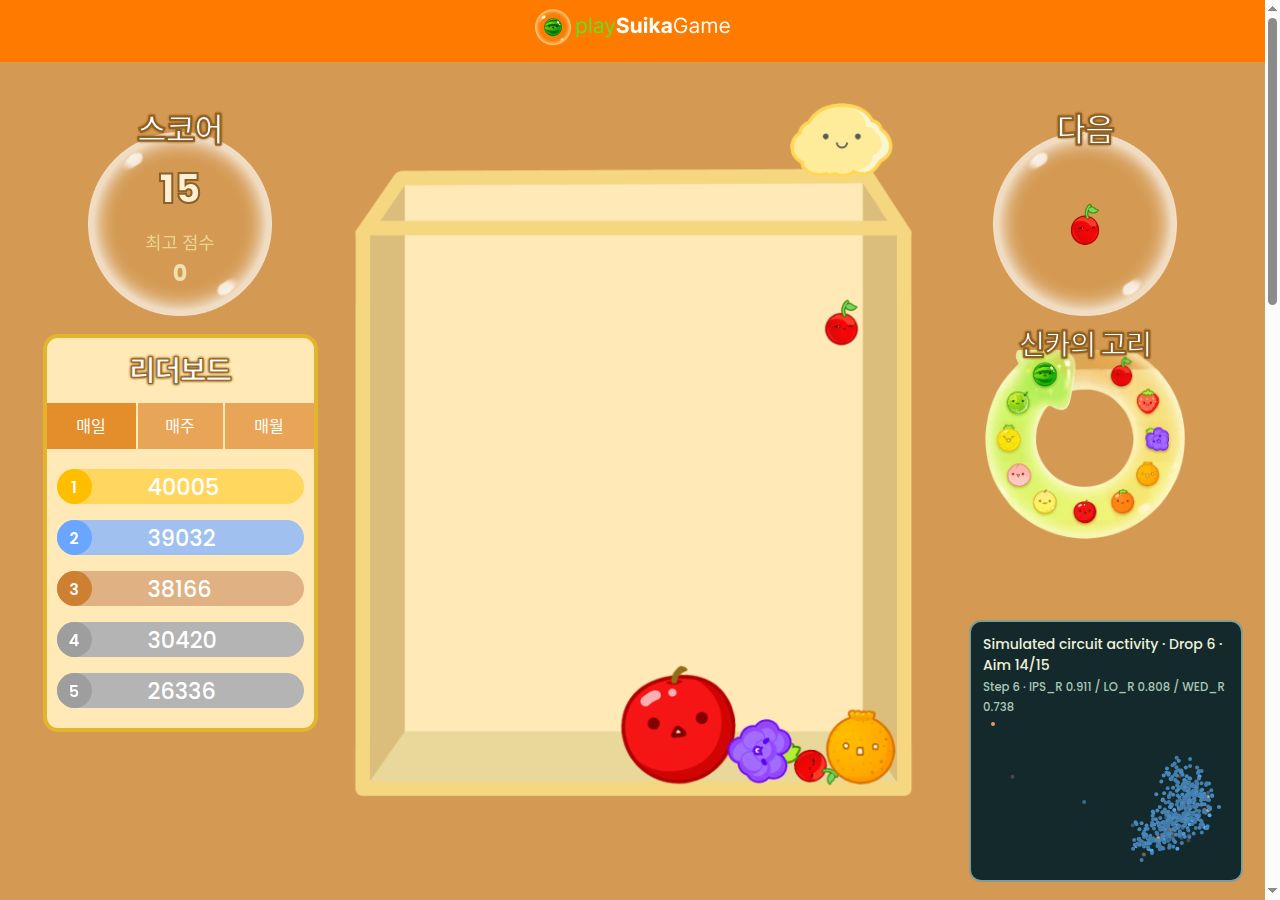 playSuikaGame
스코어
15
최고 점수
0
리더보드
매일
매주
매월
1 40005
2 39032
3 38166
4 30420
5 26336
다음
신카의 고리
Simulated circuit activity · Drop 6 ·
Aim 14/15
Step 6 · IPS_R 0.911 / LO_R 0.808 / WED_R
0.738